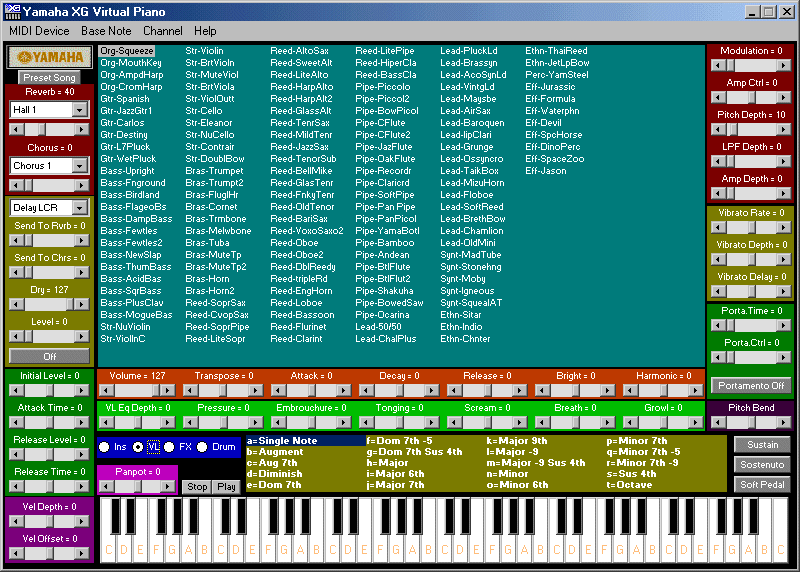 Yamaha XG Virtual Piano
MIDI Device Base Note Channel Help
YAMAHA
Preset Song
Reverb = 40
Hall 1
Chorus = 0
Chorus 1
Delay LCR
Send To Rvrb = 0
Send To Chrs = 0
Dry = 127
Level = 0
Off
Initial Level = 0
Attack Time = 0
Release Level = 0
Release Time = 0
Vel Depth = 0
Vel Offset = 0
Org-Squeeze
Org-MouthKey
Org-AmpdHarp
Org-CromHarp
Gtr-Spanish
Gtr-JazzGtr1
Gtr-Carlos
Gtr-Destiny
Gtr-L7Pluck
Gtr-WetPluck
Bass-Upright
Bass-Fnground
Bass-Birdland
Bass-FlageoBs
Bass-DampBass
Bass-Fewtles
Bass-Fewtles2
Bass-NewSlap
Bass-ThumBass
Bass-AcidBas
Bass-SqrBass
Bass-PlusClav
Bass-MogueBas
Str-NuViolin
Str-ViolinC
Str-Violin
Str-BrtVioln
Str-MuteViol
Str-ViolOutt
Str-Cello
Str-Eleanor
Str-NuCello
Str-Contrair
Str-DoublBow
Bras-Trumpet
Bras-Trumpt2
Bras-FluglHr
Bras-Cornet
Bras-Trmbone
Bras-Melwbone
Bras-Tuba
Bras-MuteTp
Bras-MuteTp2
Bras-Horn
Bras-Horn2
Reed-SoprSax
Reed-CvopSax
Reed-SoprPipe
Reed-LiteSopr
Reed-AltoSax
Reed-SweetAlt
Reed-LiteAlto
Reed-HarpAlto
Reed-HarpAlt2
Reed-GlassAlt
Reed-TenrSax
Reed-MildTenr
Reed-JazzSax
Reed-TenorSub
Reed-BellMike
Reed-GlasTenr
Reed-FnkyTenr
Reed-OldTenor
Reed-BariSax
Reed-VoxoSaxo2
Reed-Oboe
Reed-Oboe2
Reed-DblReedy
Reed-tripleRd
Reed-EngHorn
Reed-Loboe
Reed-Bassoon
Reed-Flurinet
Reed-Clarint
Reed-LitePipe
Reed-HiperCla
Reed-BassCla
Pipe-Piccolo
Pipe-Piccol2
Pipe-BowPicol
Pipe-CFlute
Pipe-CFlute2
Pipe-JazFlute
Pipe-OakFlute
Pipe-Recordr
Pipe-Claricrd
Pipe-SoftPipe
Pipe-Pan Pipe
Pipe-PanPicol
Pipe-YamaBotl
Pipe-Bamboo
Pipe-Andean
Pipe-BtlFlute
Pipe-BtlFlut2
Pipe-Shakuha
Pipe-BowedSaw
Pipe-Ocarina
Lead-50/50
Lead-ChalPlus
Lead-PluckLd
Lead-Brassyn
Lead-AcoSynLd
Lead-VintgLd
Lead-Maysbe
Lead-AirSax
Lead-Baroquen
Lead-lipClari
Lead-Grunge
Lead-Ossyncro
Lead-TalkBox
Lead-MizuHorn
Lead-Floboe
Lead-SoftReed
Lead-BrethBow
Lead-Chamlion
Lead-OldMini
Synt-MadTube
Synt-Stonehng
Synt-Moby
Synt-Igneous
Synt-SquealAT
Ethn-Sitar
Ethn-Indio
Ethn-Chnter
Ethn-ThaiReed
Ethn-JetLpBow
Perc-YamSteel
Eff-Jurassic
Eff-Formula
Eff-Waterphn
Eff-Devil
Eff-SpcHorse
Eff-DinoPerc
Eff-SpaceZoo
Eff-Jason
Modulation = 0
Amp Ctrl = 0
Pitch Depth = 10
LPF Depth = 0
Amp Depth = 0
Vibrato Rate = 0
Vibrato Depth = 0
Vibrato Delay = 0
Porta.Time = 0
Porta.Ctrl = 0
Portamento Off
Pitch Bend
Volume = 127 Transpose = 0 Attack = 0 Decay = 0 Release = 0 Bright = 0 Harmonic = 0
VL Eq Depth = 0 Pressure = 0 Embrouchure = 0 Tonging = 0 Scream = 0 Breath = 0 Growl = 0
Ins VL FX Drum
Panpot = 0
Stop Play
a=Single Note
b=Augment
c=Aug 7th
d=Diminish
e=Dom 7th
f=Dom 7th -5
g=Dom 7th Sus 4th
h=Major
i=Major 6th
j=Major 7th
k=Major 9th
l=Major -9
m=Major -9 Sus 4th
n=Minor
o=Minor 6th
p=Minor 7th
q=Minor 7th -5
r=Minor 7th -9
s=Sus 4th
t=Octave
Sustain
Sostenuto
Soft Pedal
C D E F G A B C D E F G A B C D E F G A B C D E F G A B C D E F G A B C